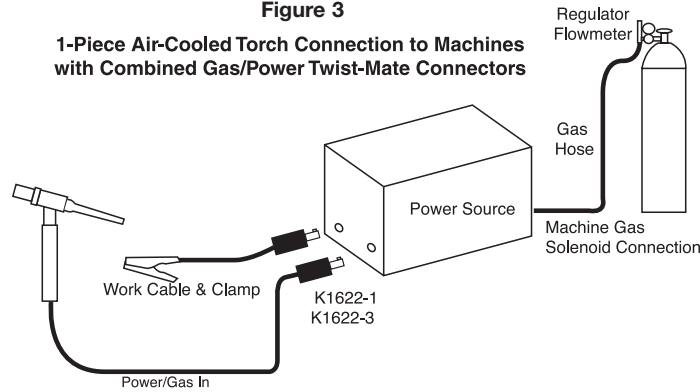 Figure 3
1-Piece Air-Cooled Torch Connection to Machines
with Combined Gas/Power Twist-Mate Connectors
Regulator
Flowmeter
Gas
Hose
Power Source
Machine Gas
Solenoid Connection
Work Cable & Clamp
K1622-1
K1622-3
Power/Gas In